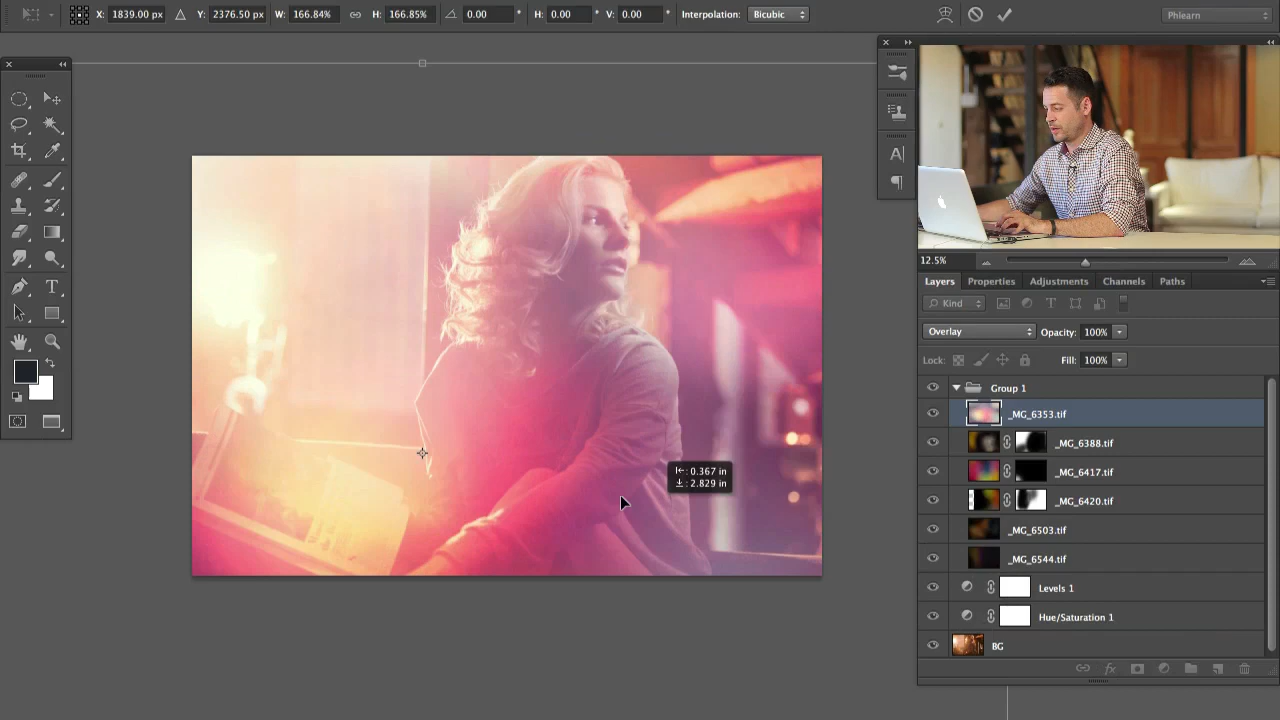 X: 1839.00 px Y: 2376.50 px W: 166.84% H: 166.85% 0.00 ° H: 0.00 ° V: 0.00 ° Interpolation: Bicubic Phlearn
12.5%
Layers Properties Adjustments Channels Paths
Kind T
Overlay Opacity: 100%
Lock: Fill: 100%
Group 1
_MG_6353.tif
_MG_6388.tif
_MG_6417.tif
_MG_6420.tif
_MG_6503.tif
_MG_6544.tif
Levels 1
Hue/Saturation 1
BG
fx
: 0.367 in
: 2.829 in
T
A